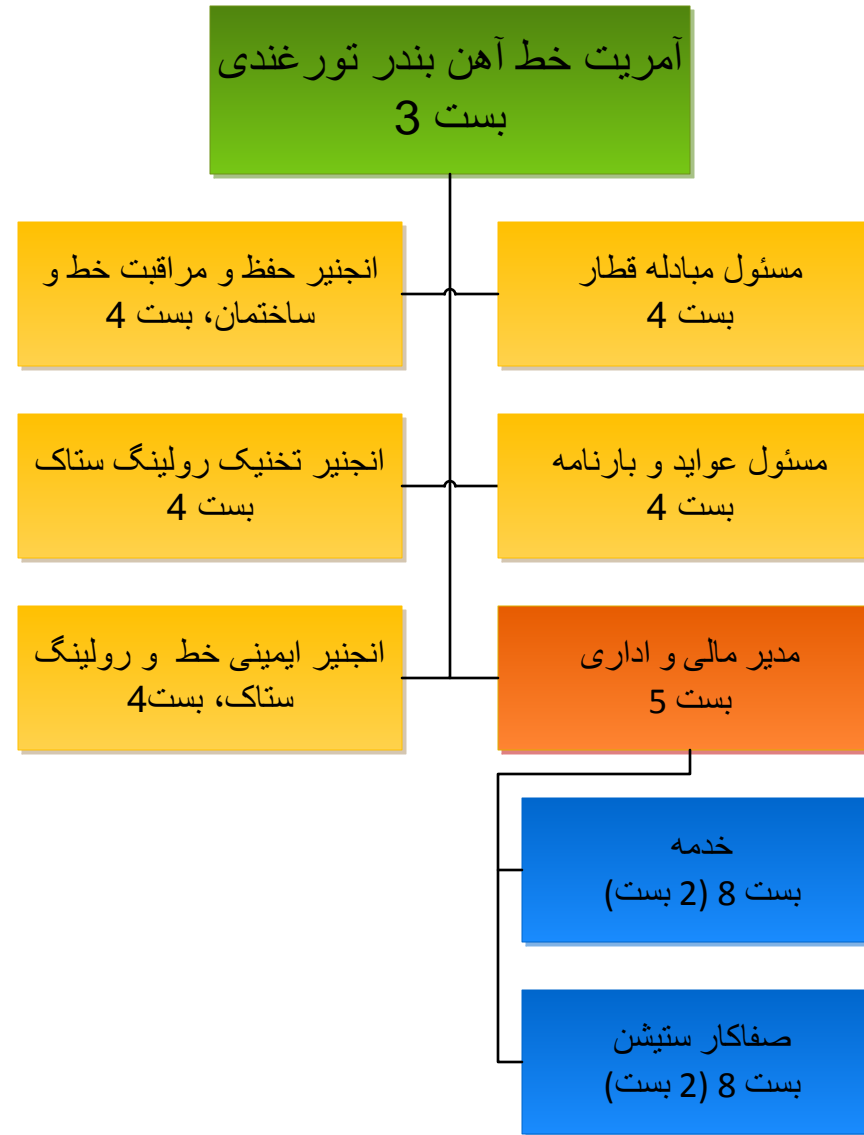 آمریت خط آهن بندر تورغندی
بست 3
مسئول مبادله قطار
بست 4
انجنیر حفظ و مراقبت خط و
ساختمان، بست 4
مسئول عواید و بارنامه
بست 4
انجنیر تخنیک رولینگ ستاک
بست 4
مدیر مالی و اداری
بست 5
انجنیر ایمینی خط و رولینگ
ستاک، بست4
خدمه
بست 8 (2 بست)
صفاکار ستیشن
بست 8 (2 بست)